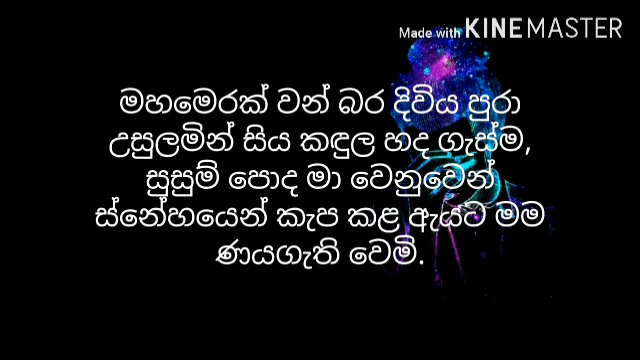 Made with KINEMASTER
මහමෙරක් වන් බර දිවිය පුරා
උසුලමින් සිය කඳුල හද ගැස්ම,
සුසුම් පොද මා වෙනුවෙන්
ස්නේහයෙන් කැප කළ ඇයට මම
ණයගැති වෙමි.